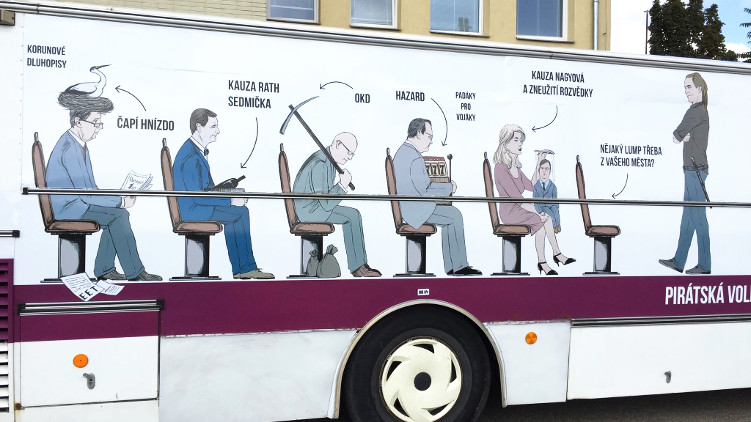 KORUNOVÉ
DLUHOPISY
ČAPÍ HNÍZDO
KAUZA RATH
SEDMIČKA
OKD
HAZARD
PADÁKY
PRO
VOJÁKY
KAUZA NAGYOVÁ
A ZNEUŽITÍ ROZVĚDKY
NĚJAKÝ LUMP TŘEBA
Z VAŠEHO MĚSTA?
EET
PIRÁTSKÁ VOL